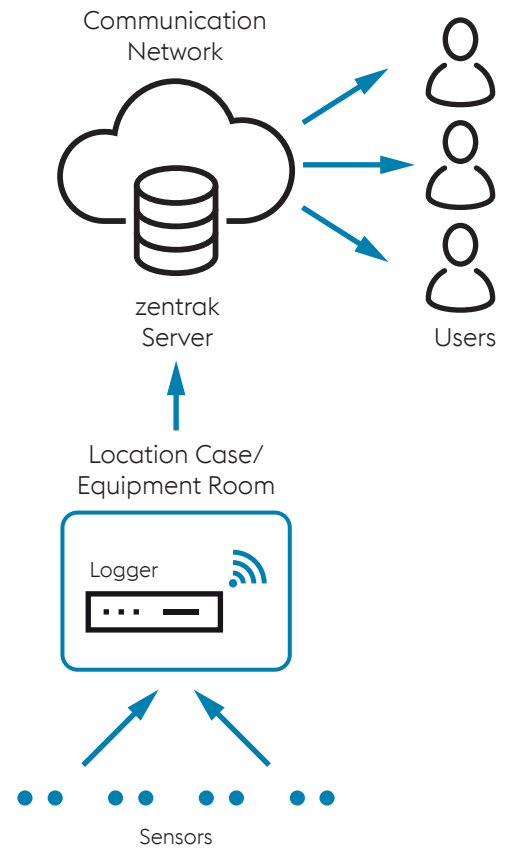 Communication
Network
zentrak
Server
Users
Location Case/
Equipment Room
Logger
Sensors